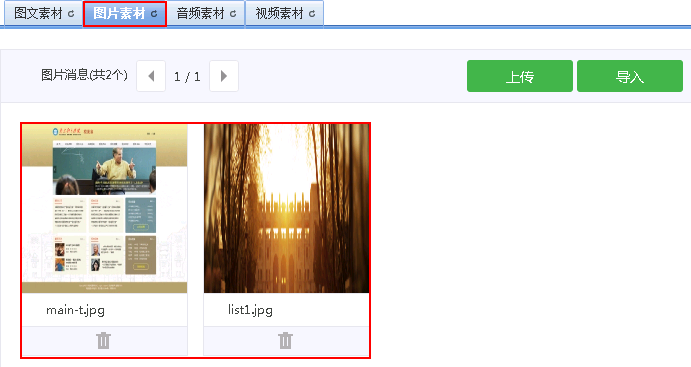 图文素材 图片素材 音频素材 视频素材
图片消息(共2个) 1 / 1 上传 导入
main-t.jpg list1.jpg